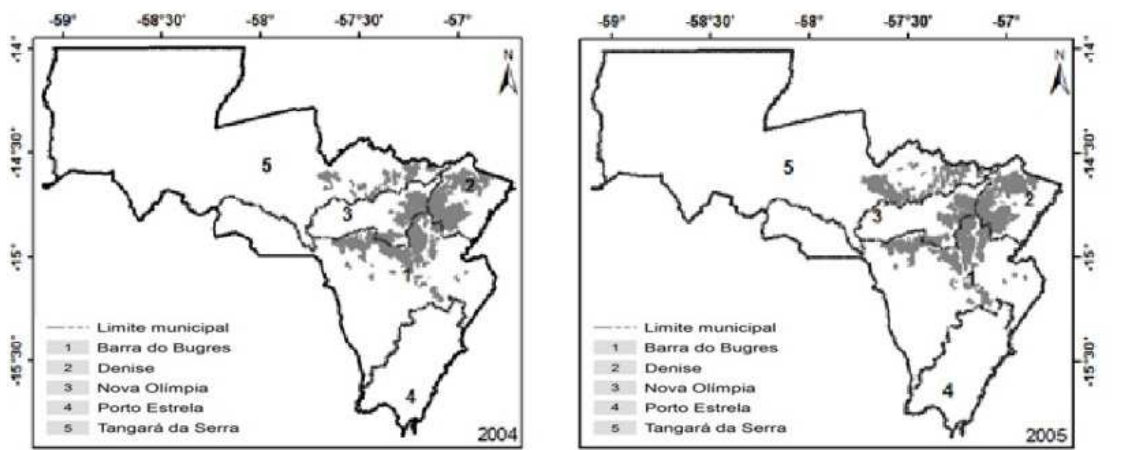 -59° -58°30' -58° -57°30' -57°
-14°
-14°30'
-15°
-15°30'
N
5
2
3
1
4
Limite municipal
1 Barra do Bugres
2 Denise
3 Nova Olímpia
4 Porto Estrela
5 Tangará da Serra
2004
-59° -58°30' -58° -57°30' -57°
-14°
-14°30'
-15°
-15°30'
N
5
2
3
1
4
Limite municipal
1 Barra do Bugres
2 Denise
3 Nova Olímpia
4 Porto Estrela
5 Tangará da Serra
2005